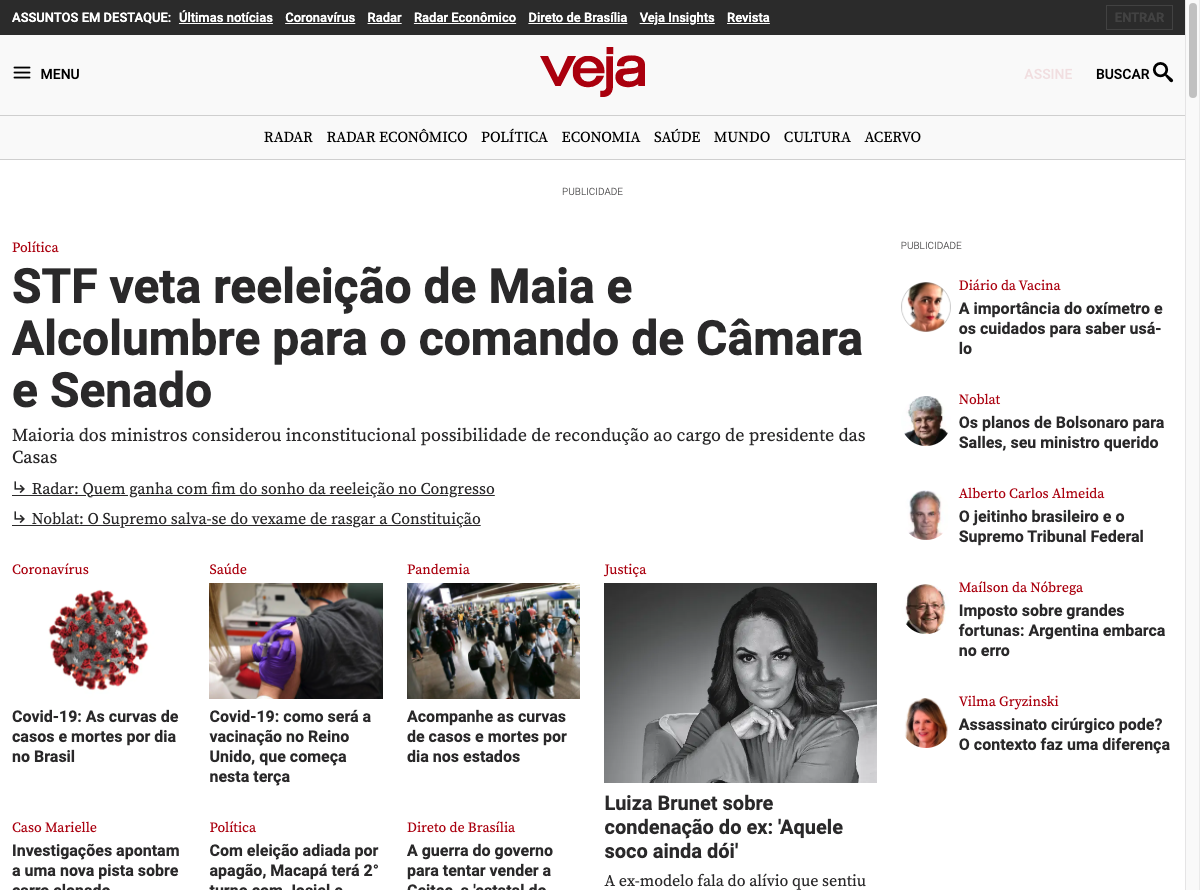 ASSUNTOS EM DESTAQUE: Últimas notícias Coronavírus Radar Radar Econômico Direto de Brasília Veja Insights Revista ENTRAR
MENU
veja
ASSINE
BUSCAR
RADAR RADAR ECONÔMICO POLÍTICA ECONOMIA SAÚDE MUNDO CULTURA ACERVO
PUBLICIDADE
Política
STF veta reeleição de Maia e
Alcolumbre para o comando de Câmara
e Senado
Maioria dos ministros considerou inconstitucional possibilidade de recondução ao cargo de presidente das
Casas
↳ Radar: Quem ganha com fim do sonho da reeleição no Congresso
↳ Noblat: O Supremo salva-se do vexame de rasgar a Constituição
Coronavírus
Covid-19: As curvas de
casos e mortes por dia
no Brasil
Saúde
Covid-19: como será a
vacinação no Reino
Unido, que começa
nesta terça
Pandemia
Acompanhe as curvas
de casos e mortes por
dia nos estados
Justiça
Luiza Brunet sobre
condenação do ex: 'Aquele
soco ainda dói'
A ex-modelo fala do alívio que sentiu
Caso Marielle
Investigações apontam
a uma nova pista sobre
carro clonado
Política
Com eleição adiada por
apagão, Macapá terá 2°
turno com Josiel e
Direto de Brasília
A guerra do governo
para tentar vender a
Ceitec, a 'estatal do
PUBLICIDADE
Diário da Vacina
A importância do oxímetro e
os cuidados para saber usá-
lo
Noblat
Os planos de Bolsonaro para
Salles, seu ministro querido
Alberto Carlos Almeida
O jeitinho brasileiro e o
Supremo Tribunal Federal
Maílson da Nóbrega
Imposto sobre grandes
fortunas: Argentina embarca
no erro
Vilma Gryzinski
Assassinato cirúrgico pode?
O contexto faz uma diferença